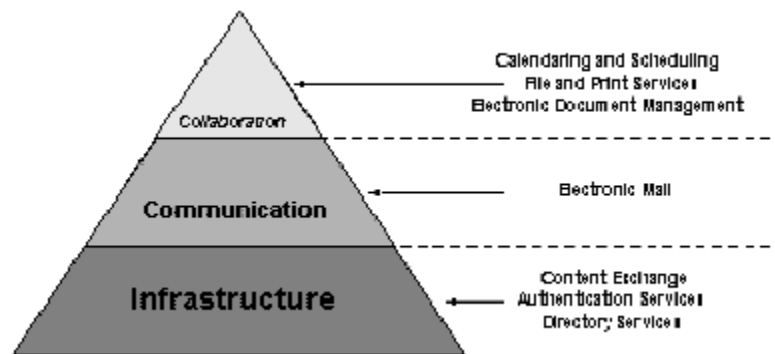 Calendaring and Scheduling
File and Print Services
Electronic Document Management
Collaboration
Electronic Mail
Communication
Content Exchange
Authentication Services
Directory Services
Infrastructure